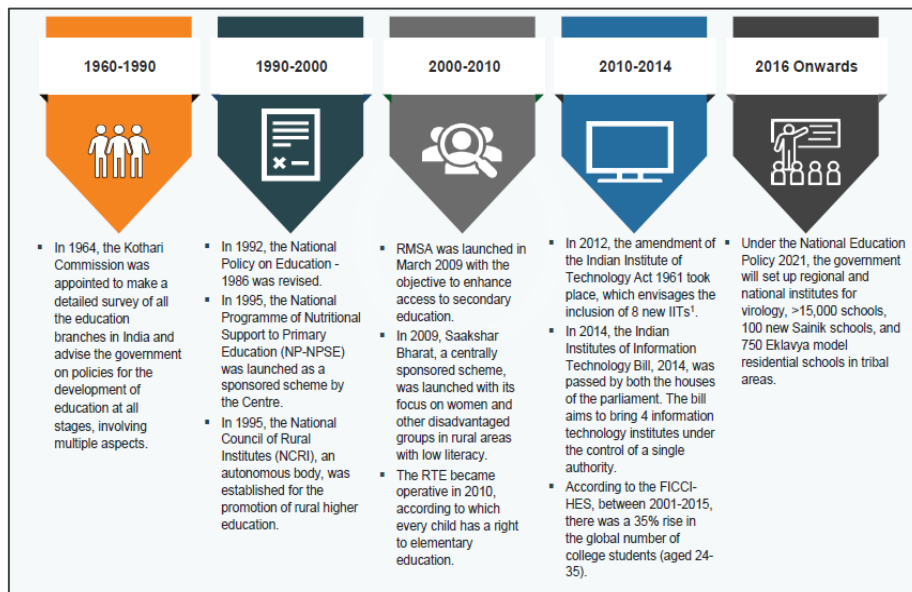 1960-1990
1990-2000
2000-2010
2010-2014
2016 Onwards
▪ In 1964, the Kothari
Commission was
appointed to make a
detailed survey of all
the education
branches in India and
advise the government
on policies for the
development of
education at all
stages, involving
multiple aspects.
▪ In 1992, the National
Policy on Education -
1986 was revised.
▪ In 1995, the National
Programme of Nutritional
Support to Primary
Education (NP-NPSE)
was launched as a
sponsored scheme by
the Centre.
▪ In 1995, the National
Council of Rural
Institutes (NCRI), an
autonomous body, was
established for the
promotion of rural higher
education.
▪ RMSA was launched in
March 2009 with the
objective to enhance
access to secondary
education.
▪ In 2009, Saakshar
Bharat, a centrally
sponsored scheme,
was launched with its
focus on women and
other disadvantaged
groups in rural areas
with low literacy.
▪ The RTE became
operative in 2010,
according to which
every child has a right
to elementary
education.
▪ In 2012, the amendment of
the Indian Institute of
Technology Act 1961 took
place, which envisages the
inclusion of 8 new IITs¹.
▪ In 2014, the Indian
Institutes of Information
Technology Bill, 2014, was
passed by both the houses
of the parliament. The bill
aims to bring 4 information
technology institutes under
the control of a single
authority.
▪ According to the FICCI-
HES, between 2001-2015,
there was a 35% rise in
the global number of
college students (aged 24-
35).
▪ Under the National Education
Policy 2021, the government
will set up regional and
national institutes for
virology, >15,000 schools,
100 new Sainik schools, and
750 Eklavya model
residential schools in tribal
areas.